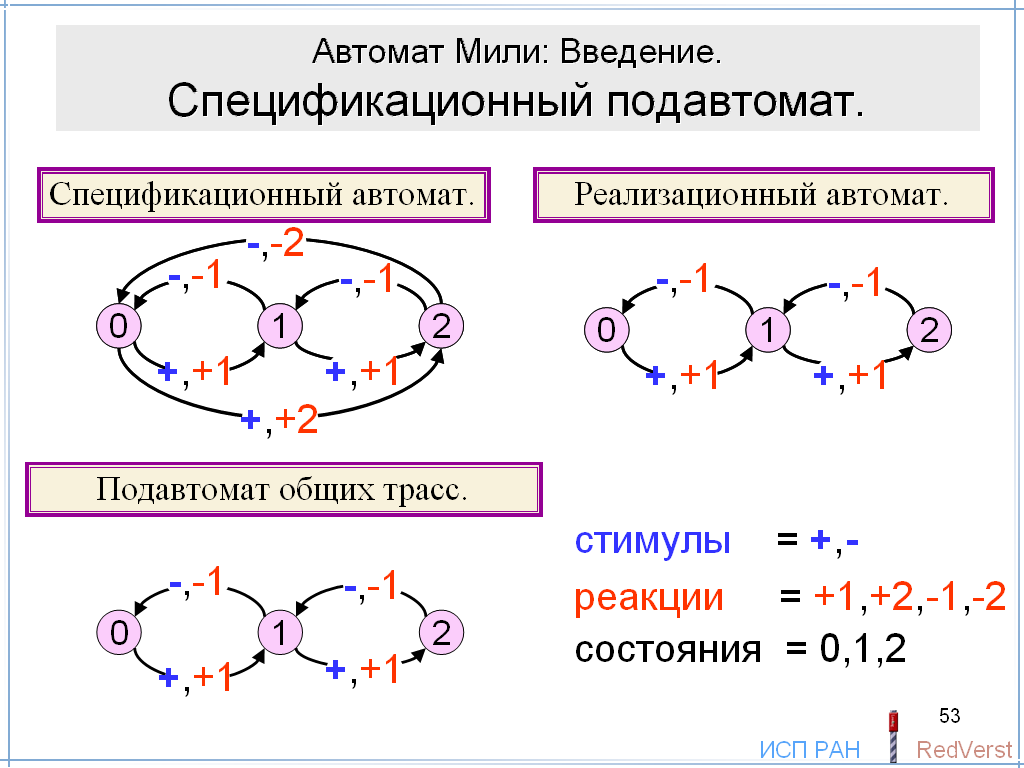 Автомат Мили: Введение.
Спецификационный подавтомат.
Спецификационный автомат.
-,-2
-,-1
-,-1
0
1
2
+,+1
+,+1
+,+2
Реализационный автомат.
-,-1
-,-1
0
1
2
+,+1
+,+1
Подавтомат общих трасс.
-,-1
-,-1
0
1
2
+,+1
+,+1
стимулы = +,-
реакции = +1,+2,-1,-2
состояния = 0,1,2
53
ИСП РАН
RedVerst